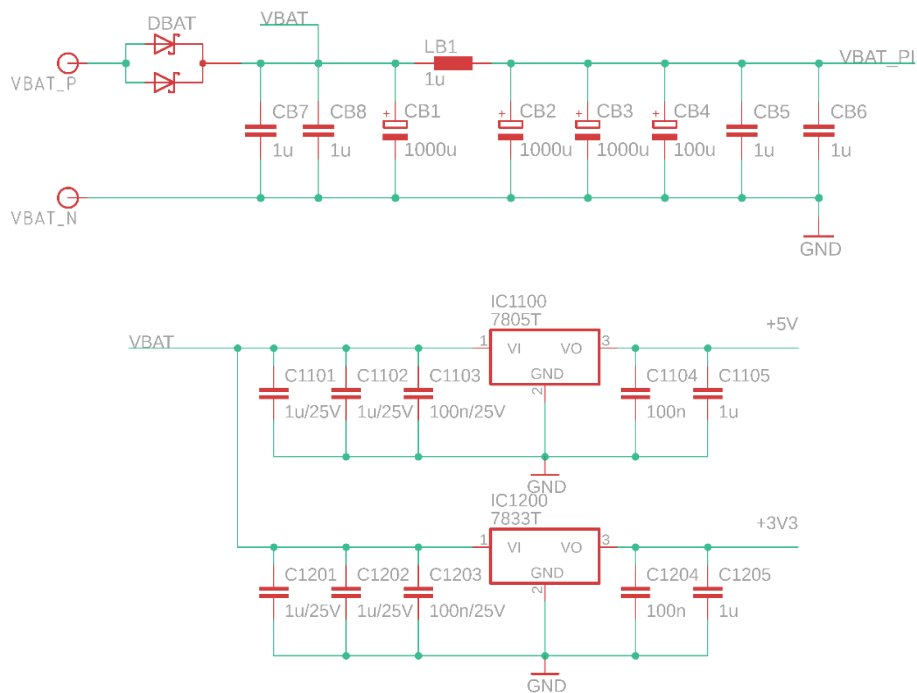 DBAT
VBAT
VBAT_P
LB1
1u
VBAT_PI
CB7
1u
CB8
1u
+
CB1
1000u
+
CB2
1000u
+
CB3
1000u
+
CB4
100u
CB5
1u
CB6
1u
VBAT_N
GND
IC1100
7805T
+5V
VBAT
1
VI
VO
3
GND
2
C1101
1u/25V
C1102
1u/25V
C1103
100n/25V
C1104
100n
C1105
1u
GND
IC1200
7833T
+3V3
1
VI
VO
3
GND
2
C1201
1u/25V
C1202
1u/25V
C1203
100n/25V
C1204
100n
C1205
1u
GND